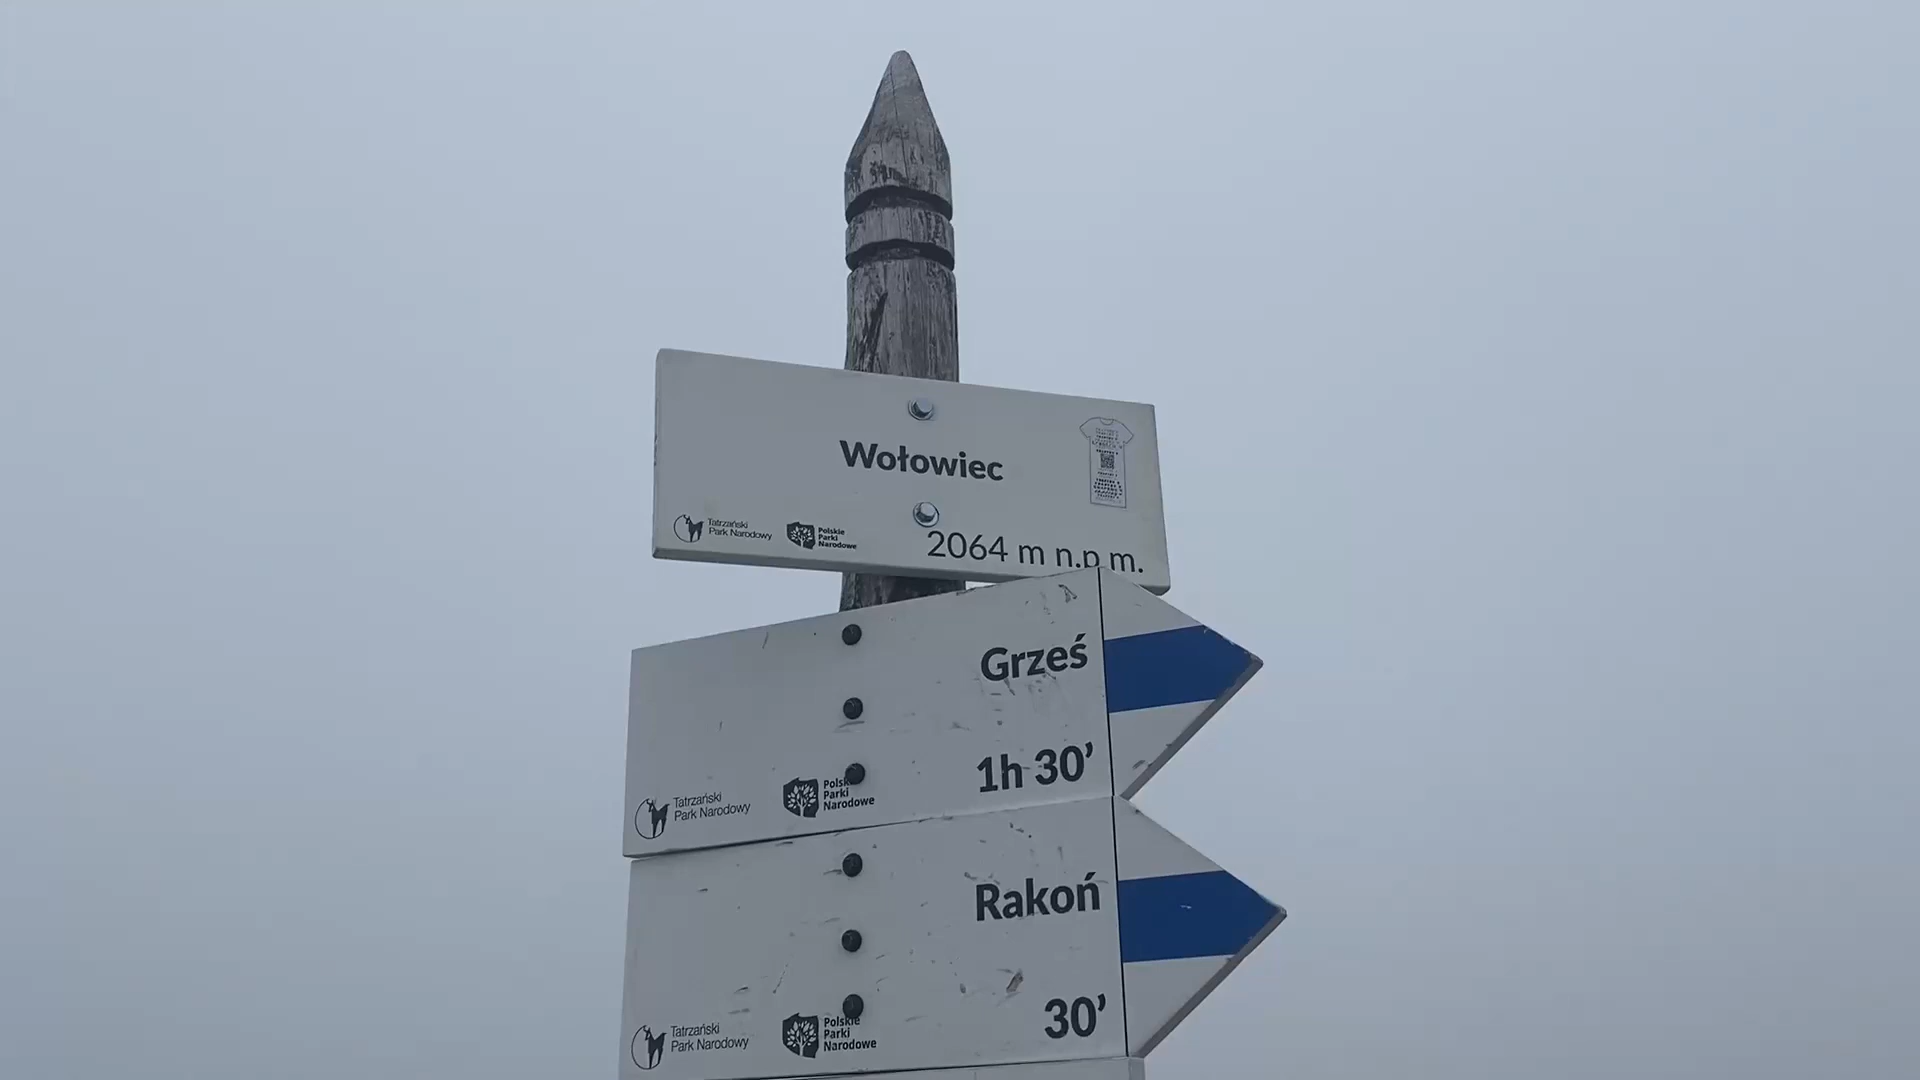 Wołowiec
Tatrzański
Park Narodowy
Polskie
Parki
Narodowe
2064 m n.p.m.
Grześ
1h 30’
Tatrzański
Park Narodowy
Polskie
Parki
Narodowe
Rakoń
30’
Tatrzański
Park Narodowy
Polskie
Parki
Narodowe